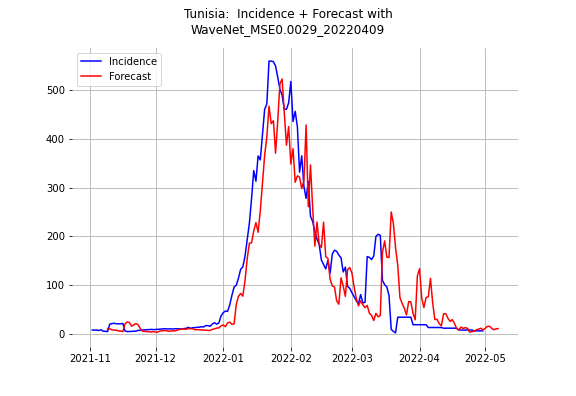 Tunisia:  Incidence + Forecast with
WaveNet_MSE0.0029_20220409
Incidence
Forecast
500
400
300
200
100
0
2021-11 2021-12 2022-01 2022-02 2022-03 2022-04 2022-05